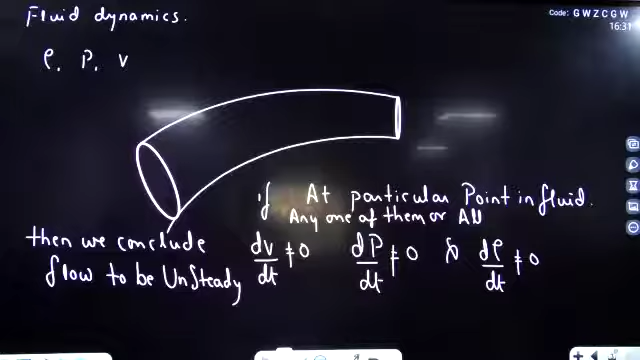 Fluid dynamics.
Code: GWZCGW
16:31
ρ. P. v
if At particular Point in fluid.
Any one of them or All
then we conclude
flow to be UnSteady
dv/dt ≠ 0 dP/dt ≠ 0 & dρ/dt ≠ 0